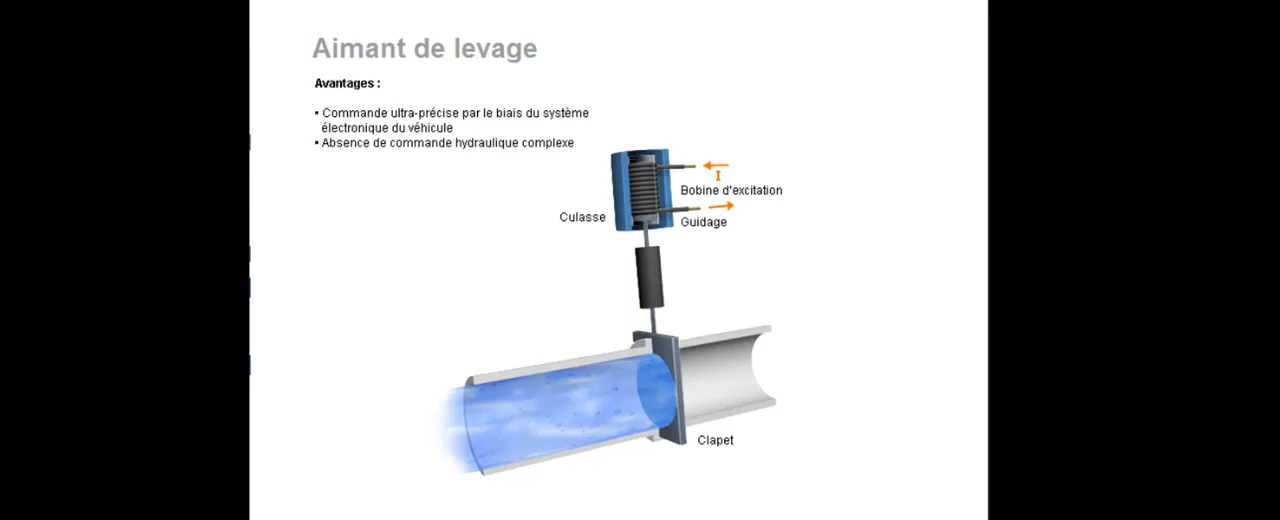 Aimant de levage
Avantages :
▪ Commande ultra-précise par le biais du système
électronique du véhicule
▪ Absence de commande hydraulique complexe
I
Bobine d'excitation
Culasse
Guidage
Clapet